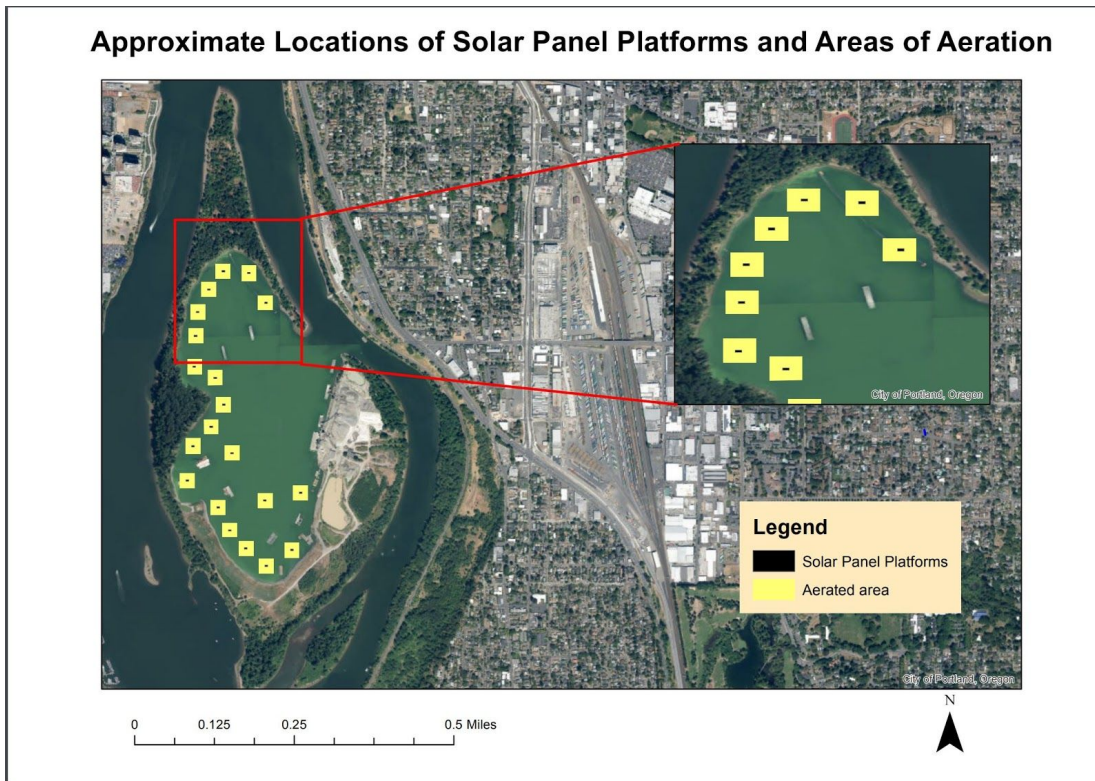 Approximate Locations of Solar Panel Platforms and Areas of Aeration
City of Portland, Oregon
Legend
Solar Panel Platforms
Aerated area
City of Portland, Oregon
0 0.125 0.25 0.5 Miles
N